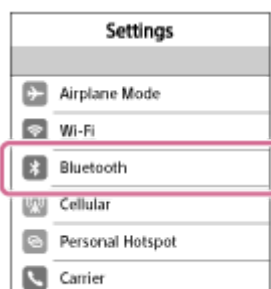 Settings
Airplane Mode
Wi-Fi
Bluetooth
Cellular
Personal Hotspot
Carrier